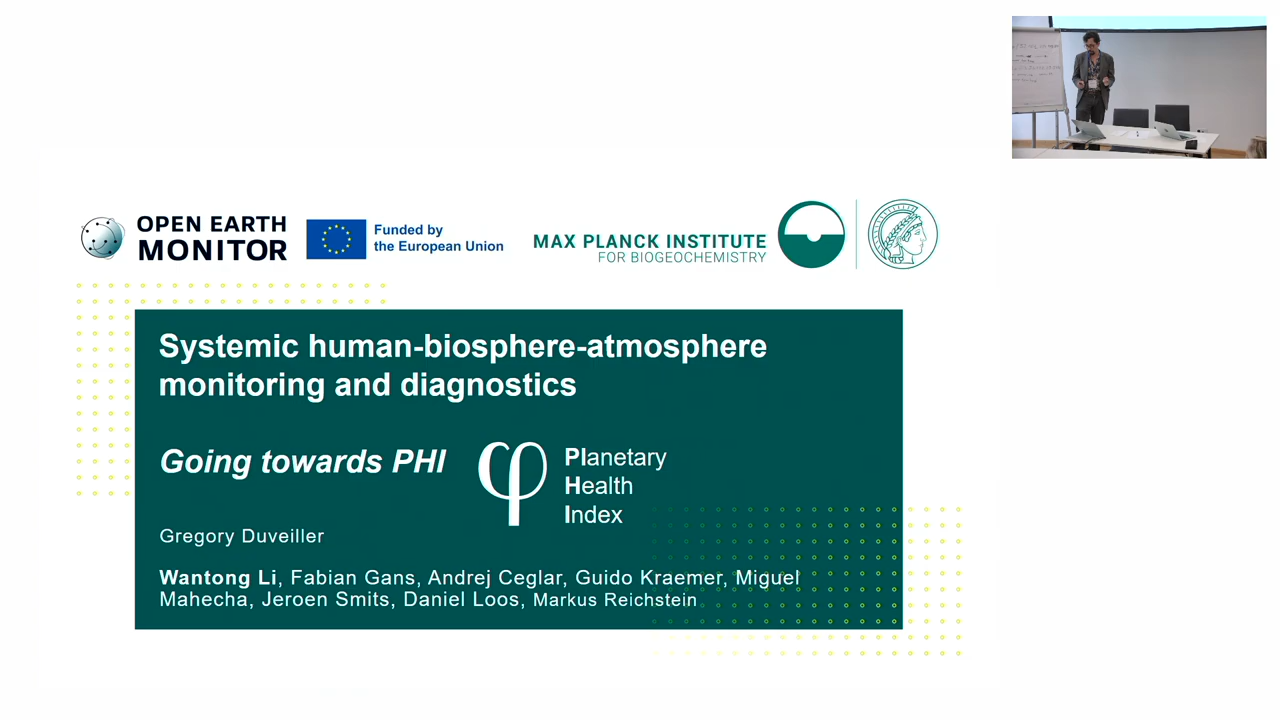 OPEN EARTH
MONITOR
Funded by
the European Union
MAX PLANCK INSTITUTE
FOR BIOGEOCHEMISTRY
Systemic human-biosphere-atmosphere
monitoring and diagnostics
Going towards PHI
φ
Planetary
Health
Index
Gregory Duveiller
Wantong Li, Fabian Gans, Andrej Ceglar, Guido Kraemer, Miguel
Mahecha, Jeroen Smits, Daniel Loos, Markus Reichstein